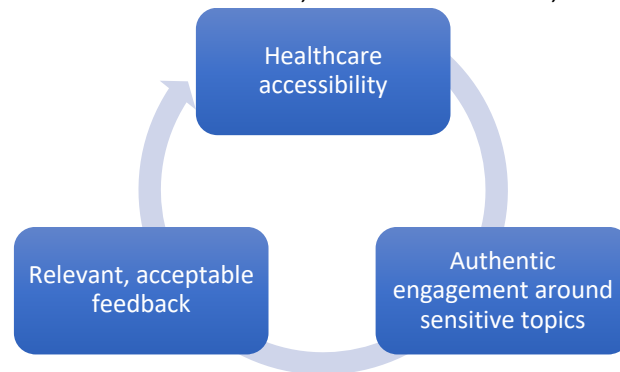 Healthcare
accessibility
Relevant, acceptable
feedback
Authentic
engagement around
sensitive topics